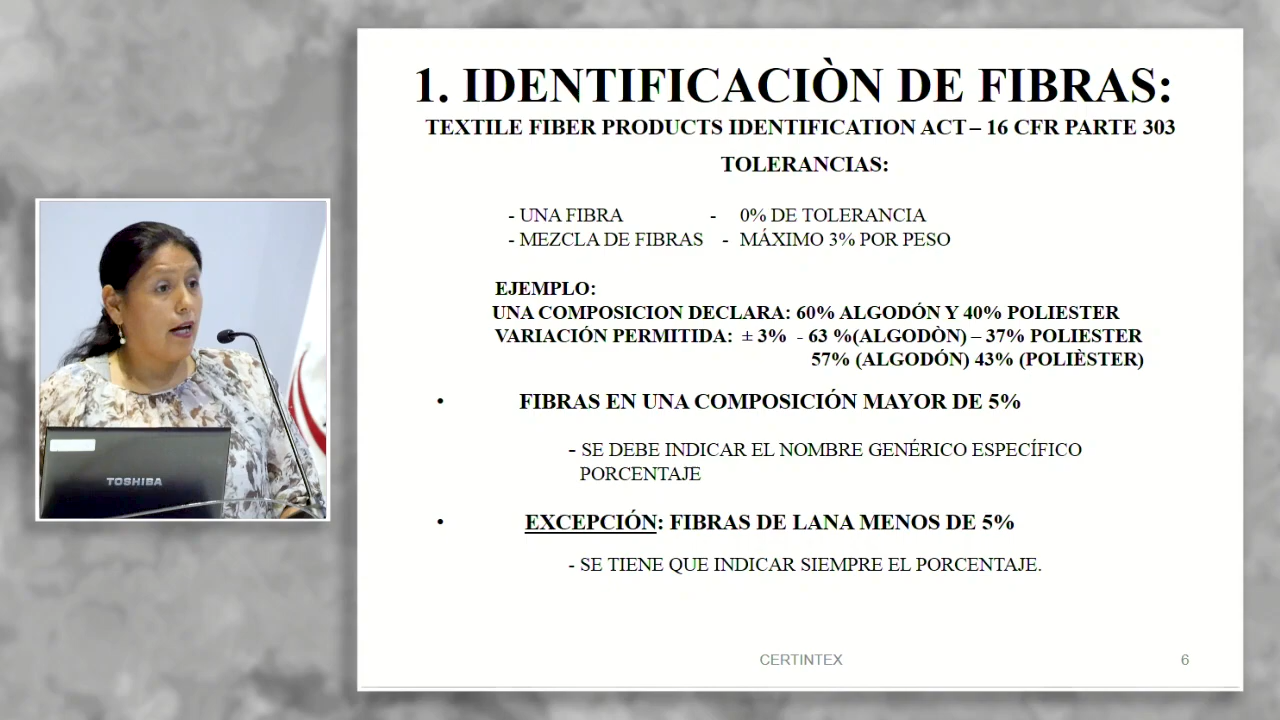 1. IDENTIFICACIÒN DE FIBRAS:
TEXTILE FIBER PRODUCTS IDENTIFICATION ACT – 16 CFR PARTE 303
TOLERANCIAS:
- UNA FIBRA - 0% DE TOLERANCIA
- MEZCLA DE FIBRAS - MÁXIMO 3% POR PESO
EJEMPLO:
UNA COMPOSICION DECLARA: 60% ALGODÓN Y 40% POLIESTER
VARIACIÓN PERMITIDA: ± 3% - 63 %(ALGODÒN) – 37% POLIESTER
57% (ALGODÓN) 43% (POLIÈSTER)
• FIBRAS EN UNA COMPOSICIÓN MAYOR DE 5%
- SE DEBE INDICAR EL NOMBRE GENÉRICO ESPECÍFICO
PORCENTAJE
• EXCEPCIÓN: FIBRAS DE LANA MENOS DE 5%
- SE TIENE QUE INDICAR SIEMPRE EL PORCENTAJE.
CERTINTEX 6
TOSHIBA